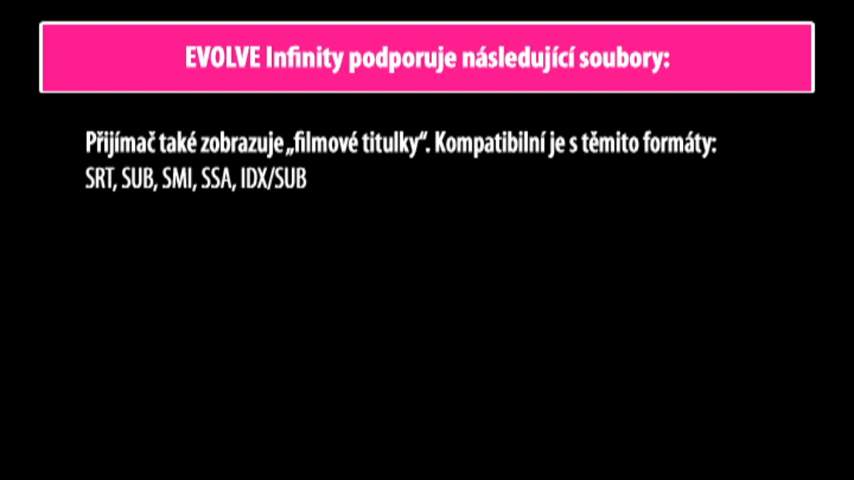 EVOLVE Infinity podporuje následující soubory:
Přijímač také zobrazuje „filmové titulky“. Kompatibilní je s těmito formáty:
SRT, SUB, SMI, SSA, IDX/SUB